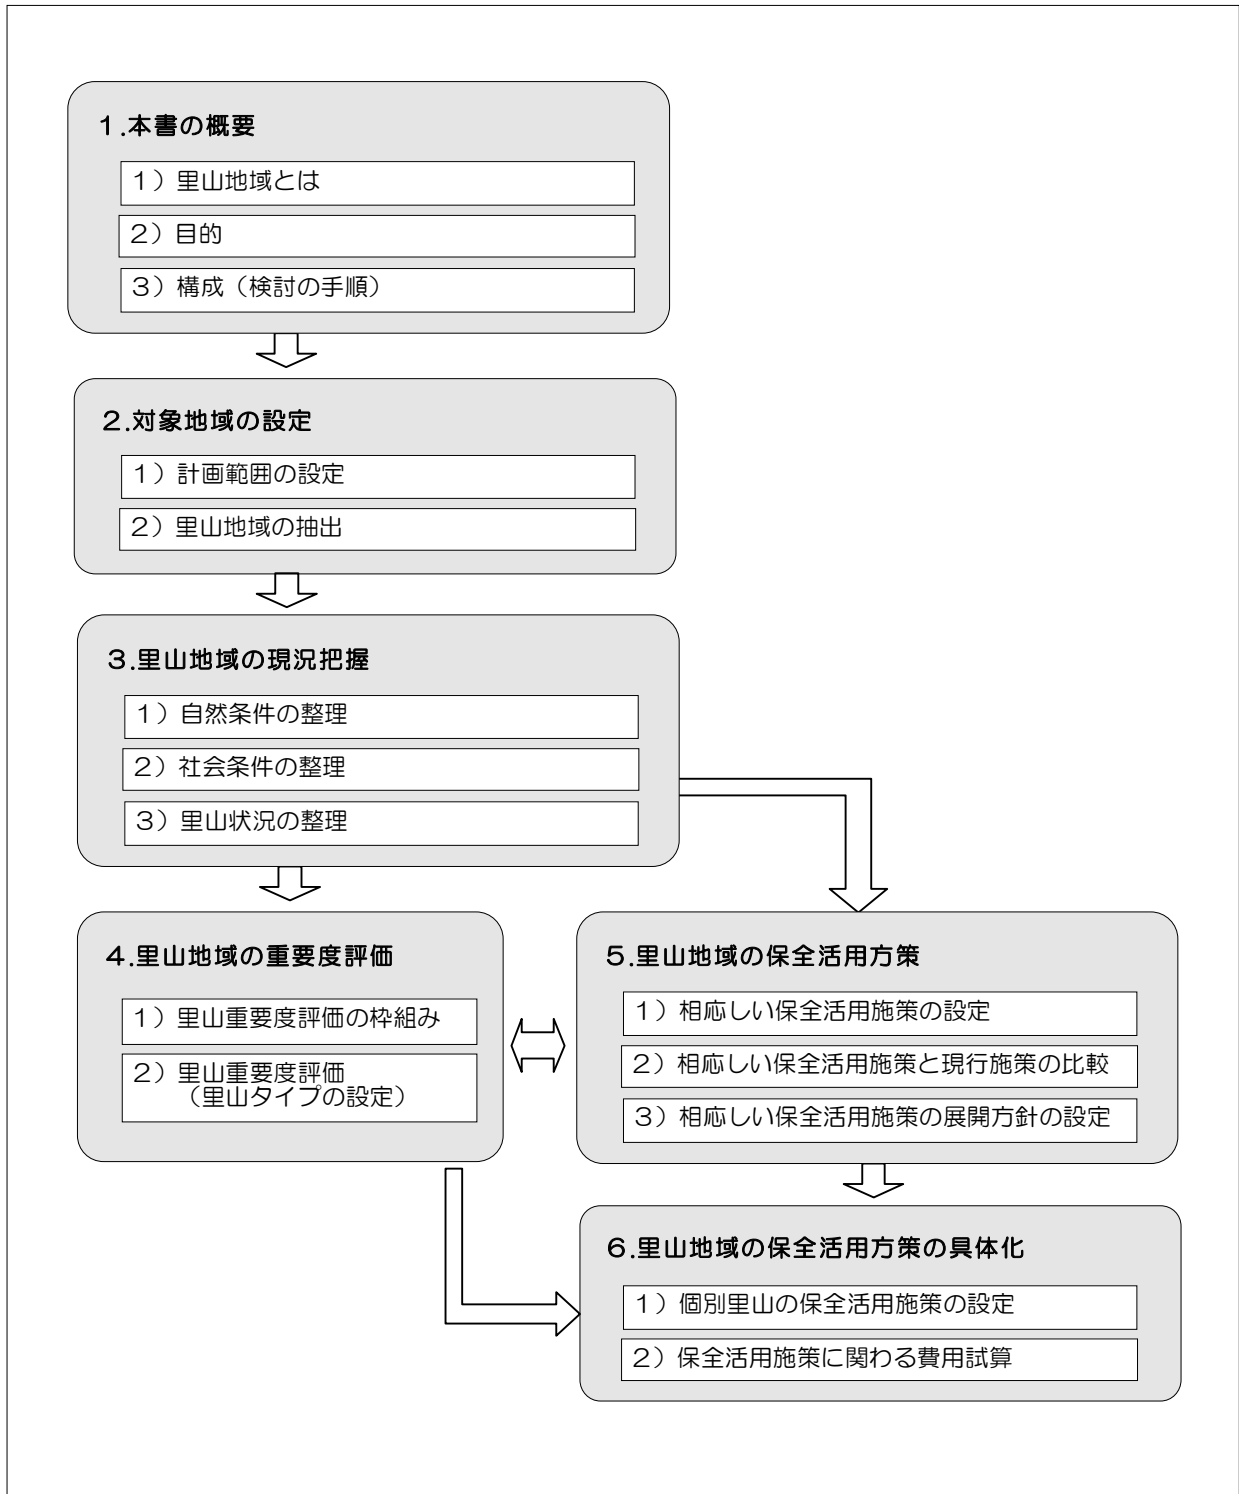 1.本書の概要
1）里山地域とは
2）目的
3）構成（検討の手順）
2.対象地域の設定
1）計画範囲の設定
2）里山地域の抽出
3.里山地域の現況把握
1）自然条件の整理
2）社会条件の整理
3）里山状況の整理
4.里山地域の重要度評価
1）里山重要度評価の枠組み
2）里山重要度評価
（里山タイプの設定）
5.里山地域の保全活用方策
1）相応しい保全活用施策の設定
2）相応しい保全活用施策と現行施策の比較
3）相応しい保全活用施策の展開方針の設定
6.里山地域の保全活用方策の具体化
1）個別里山の保全活用施策の設定
2）保全活用施策に関わる費用試算